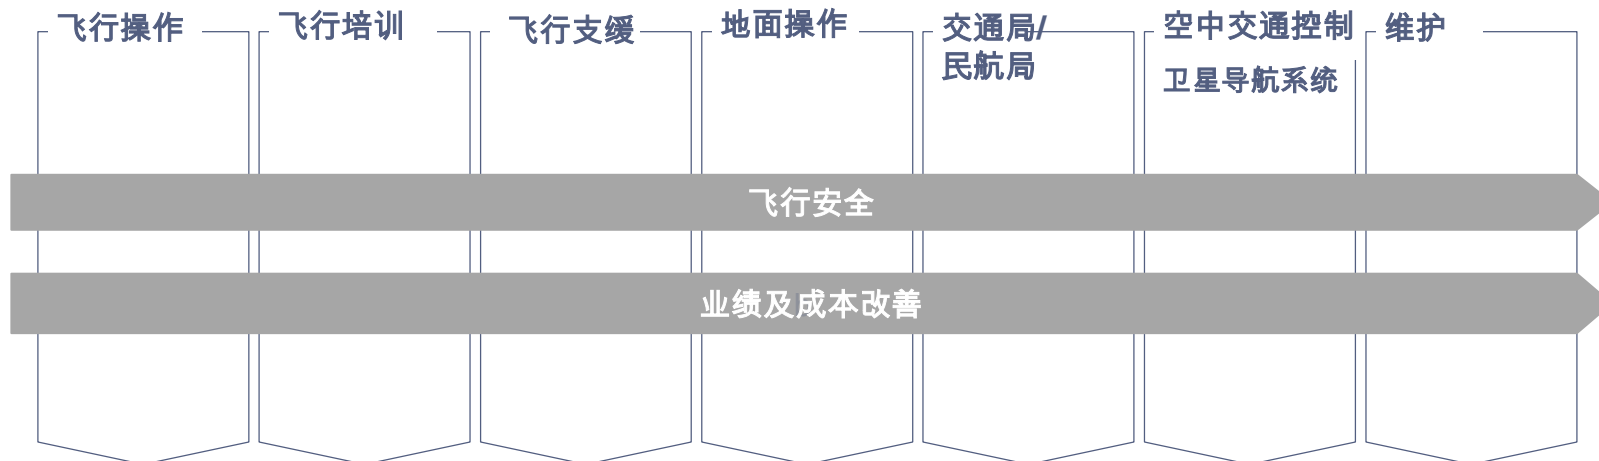 飞行操作
飞行培训
飞行支缓
地面操作
交通局/
民航局
空中交通控制
卫星导航系统
维护
飞行安全
业绩及成本改善